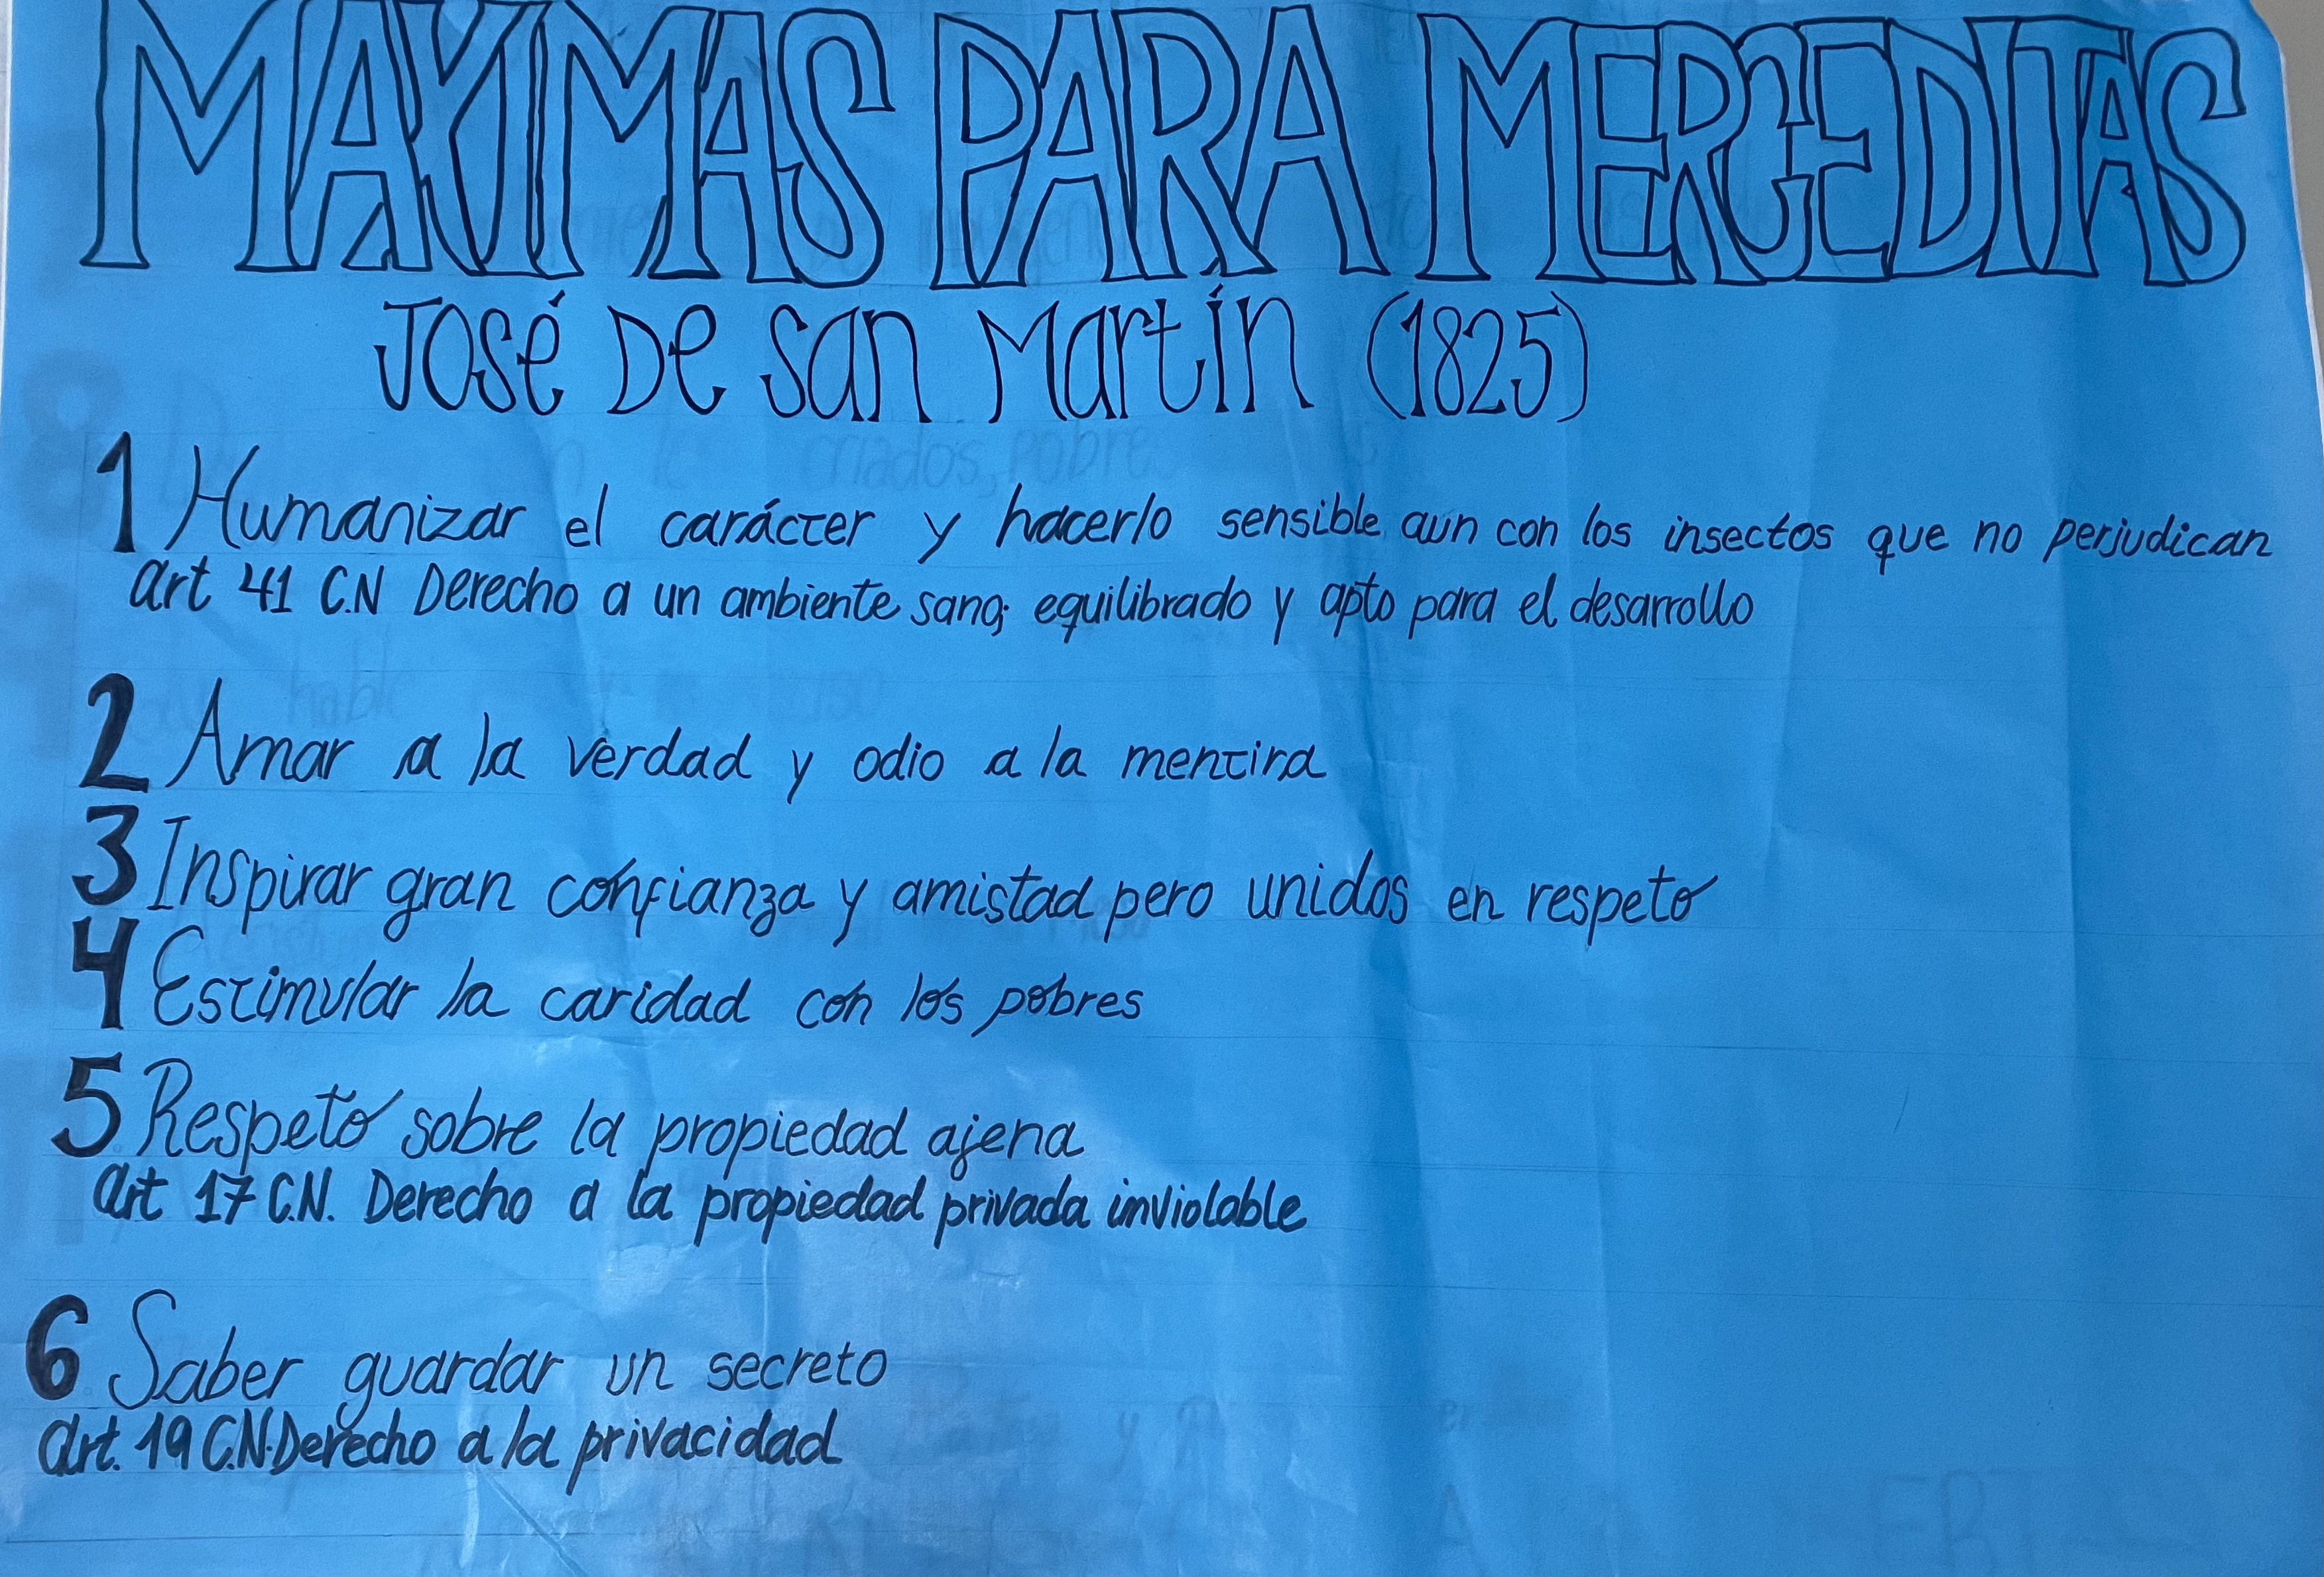 MAXIMAS PARA MERCEDITAS
José De San Martín (1825)
1 Humanizar el carácter y hacerlo sensible aun con los insectos que no perjudican
art 41 C.N Derecho a un ambiente sano, equilibrado y apto para el desarrollo
2 Amar a la verdad y odio a la mentira
3 Inspirar gran confianza y amistad pero unidos en respeto
4 Estimular la caridad con los pobres
5 Respeto sobre la propiedad ajena
art 17 C.N. Derecho a la propiedad privada inviolable
6 Saber guardar un secreto
art. 19 C.N. Derecho a la privacidad